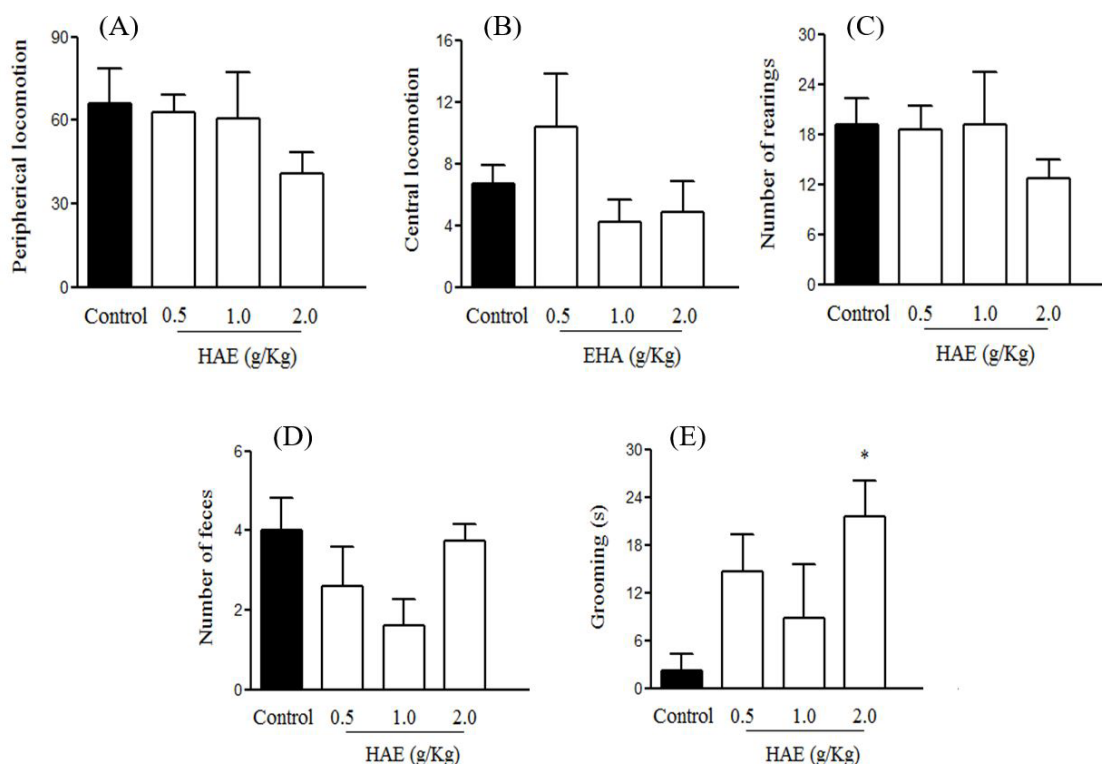 (A)
Peripherical locomotion
90
60
30
0
Control 0.5 1.0 2.0
HAE (g/Kg)
(B)
Central locomotion
16
12
8
4
0
Control 0.5 1.0 2.0
EHA (g/Kg)
(C)
Number of rearings
30
24
18
12
6
0
Control 0.5 1.0 2.0
HAE (g/Kg)
(D)
Number of feces
6
4
2
0
Control 0.5 1.0 2.0
HAE (g/Kg)
(E)
Grooming (s)
30
24
18
12
6
0
*
Control 0.5 1.0 2.0
HAE (g/Kg)